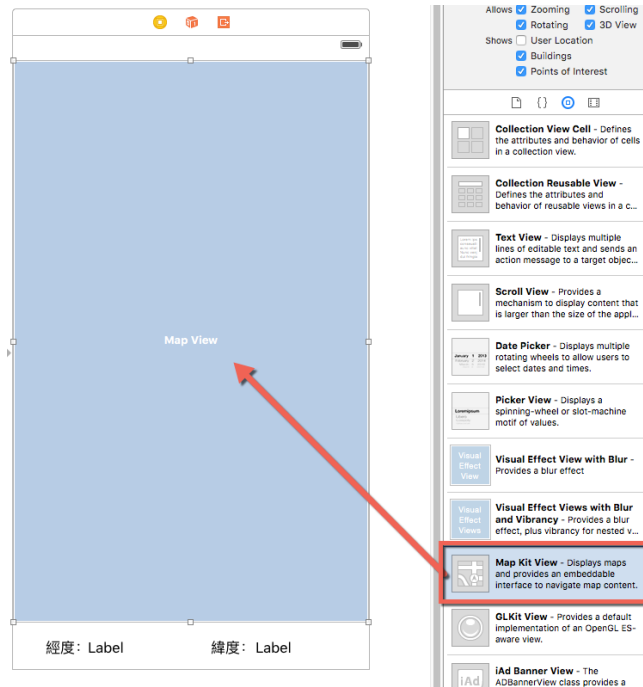 Map View
經度：Label
緯度：Label
Allows Zooming Scrolling
Rotating 3D View
Shows User Location
Buildings
Points of Interest
Collection View Cell - Defines
the attributes and behavior of cells
in a collection view.
Collection Reusable View -
Defines the attributes and
behavior of reusable views in a c...
Text View - Displays multiple
lines of editable text and sends an
action message to a target objec...
Scroll View - Provides a
mechanism to display content that
is larger than the size of the appl...
Date Picker - Displays multiple
rotating wheels to allow users to
select dates and times.
Picker View - Displays a
spinning-wheel or slot-machine
motif of values.
Visual
Effect
View
Visual Effect View with Blur -
Provides a blur effect
Visual
Effect
Views
Visual Effect Views with Blur
and Vibrancy - Provides a blur
effect, plus vibrancy for nested v...
Map Kit View - Displays maps
and provides an embeddable
interface to navigate map content.
GLKit View - Provides a default
implementation of an OpenGL ES-
aware view.
iAd
iAd Banner View - The
ADBannerView class provides a